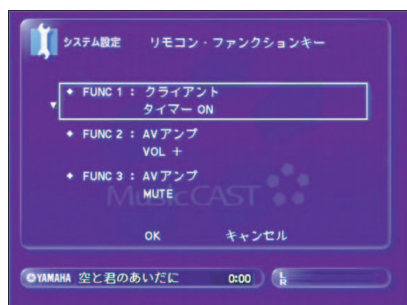 システム設定 リモコン・ファンクションキー
◆ FUNC 1 : クライアント
タイマー ON
◆ FUNC 2 : AVアンプ
VOL +
◆ FUNC 3 : AVアンプ
MUTE
MusicCAST
OK キャンセル
YAMAHA 空と君のあいだに 0:00 L
R